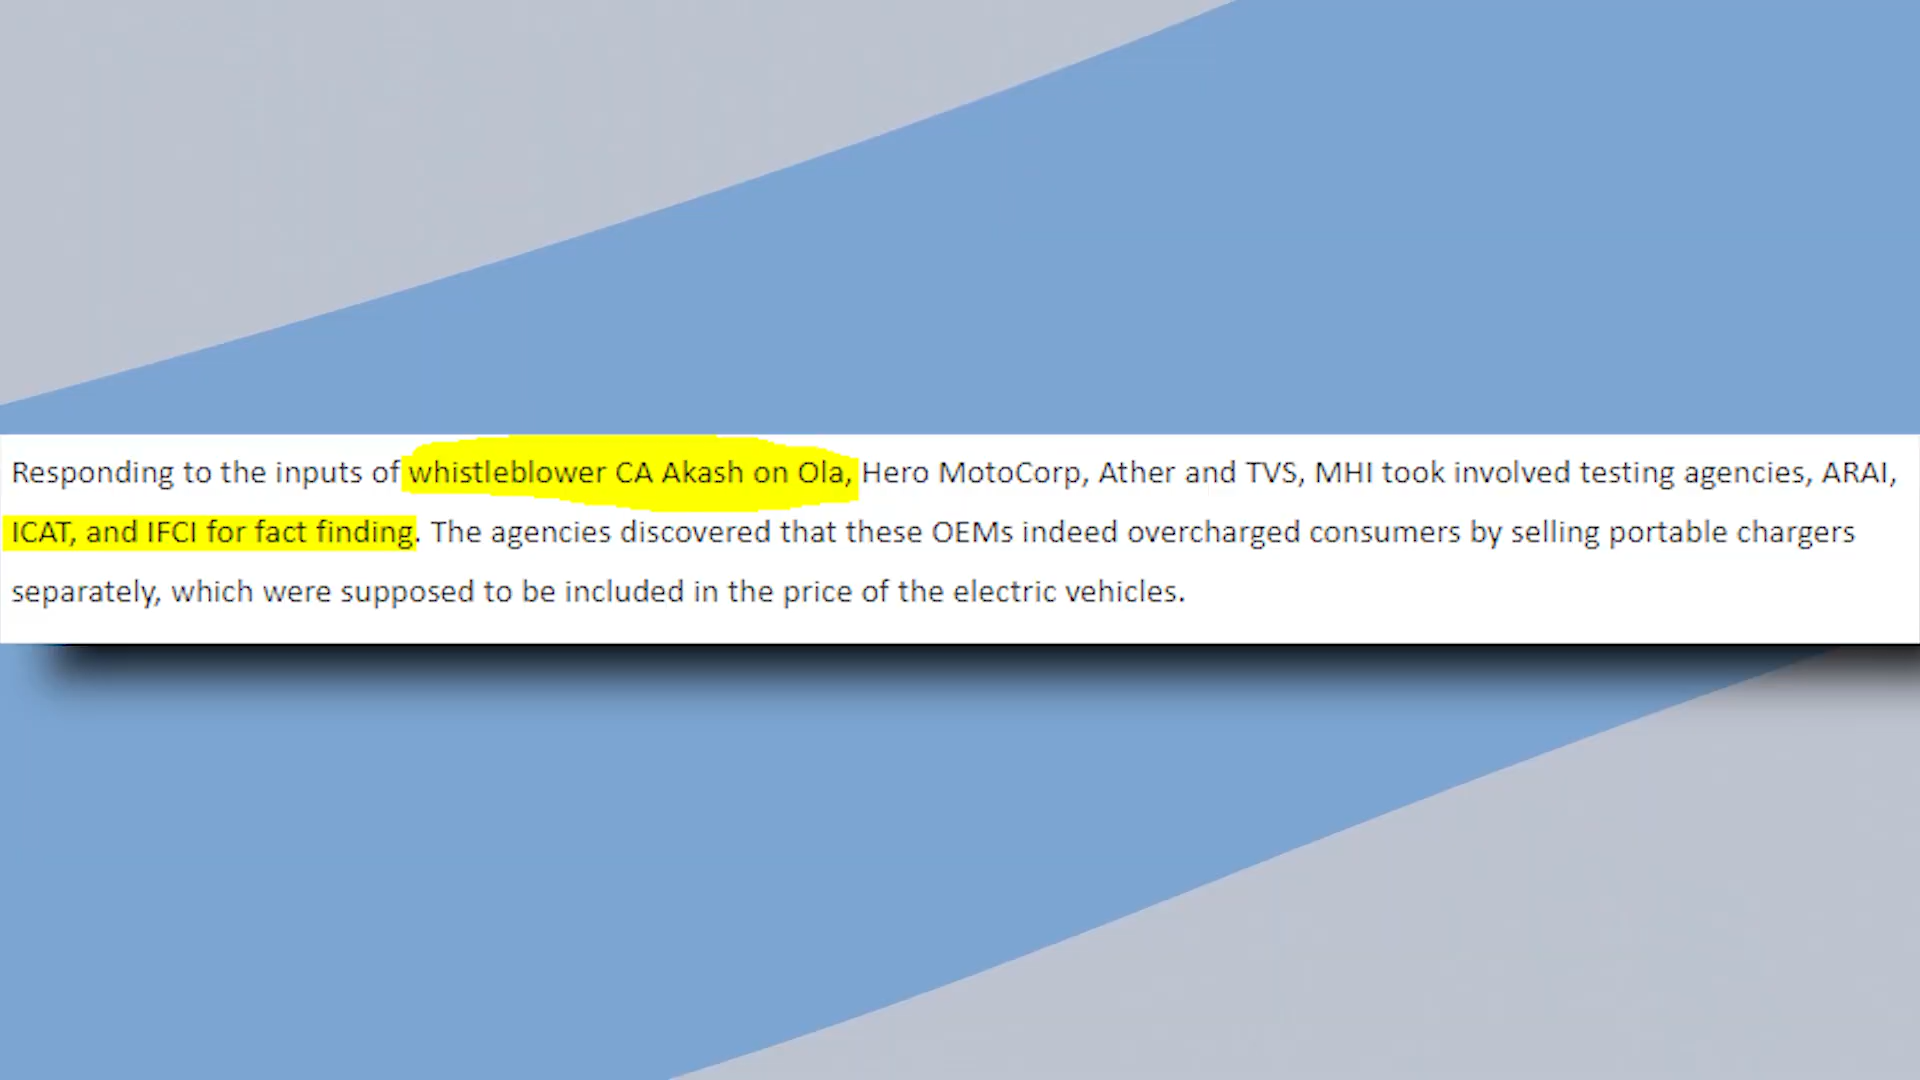 Responding to the inputs of whistleblower CA Akash on Ola, Hero MotoCorp, Ather and TVS, MHI took involved testing agencies, ARAI,
ICAT, and IFCI for fact finding. The agencies discovered that these OEMs indeed overcharged consumers by selling portable chargers
separately, which were supposed to be included in the price of the electric vehicles.